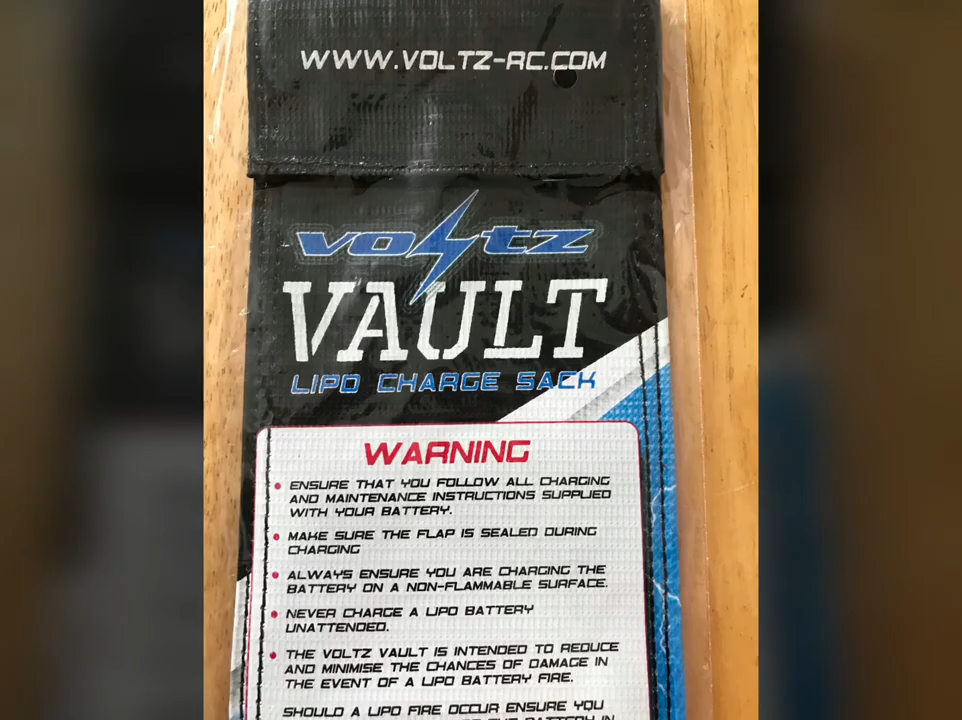 WWW.VOLTZ-RC.COM
voltz
VAULT
LIPO CHARGE SACK
WARNING
• ENSURE THAT YOU FOLLOW ALL CHARGING
AND MAINTENANCE INSTRUCTIONS SUPPLIED
WITH YOUR BATTERY.
• MAKE SURE THE FLAP IS SEALED DURING
CHARGING
• ALWAYS ENSURE YOU ARE CHARGING THE
BATTERY ON A NON-FLAMMABLE SURFACE.
• NEVER CHARGE A LIPO BATTERY
UNATTENDED.
• THE VOLTZ VAULT IS INTENDED TO REDUCE
AND MINIMISE THE CHANCES OF DAMAGE IN
THE EVENT OF A LIPO BATTERY FIRE.
SHOULD A LIPO FIRE OCCUR ENSURE YOU
BATTERY IN